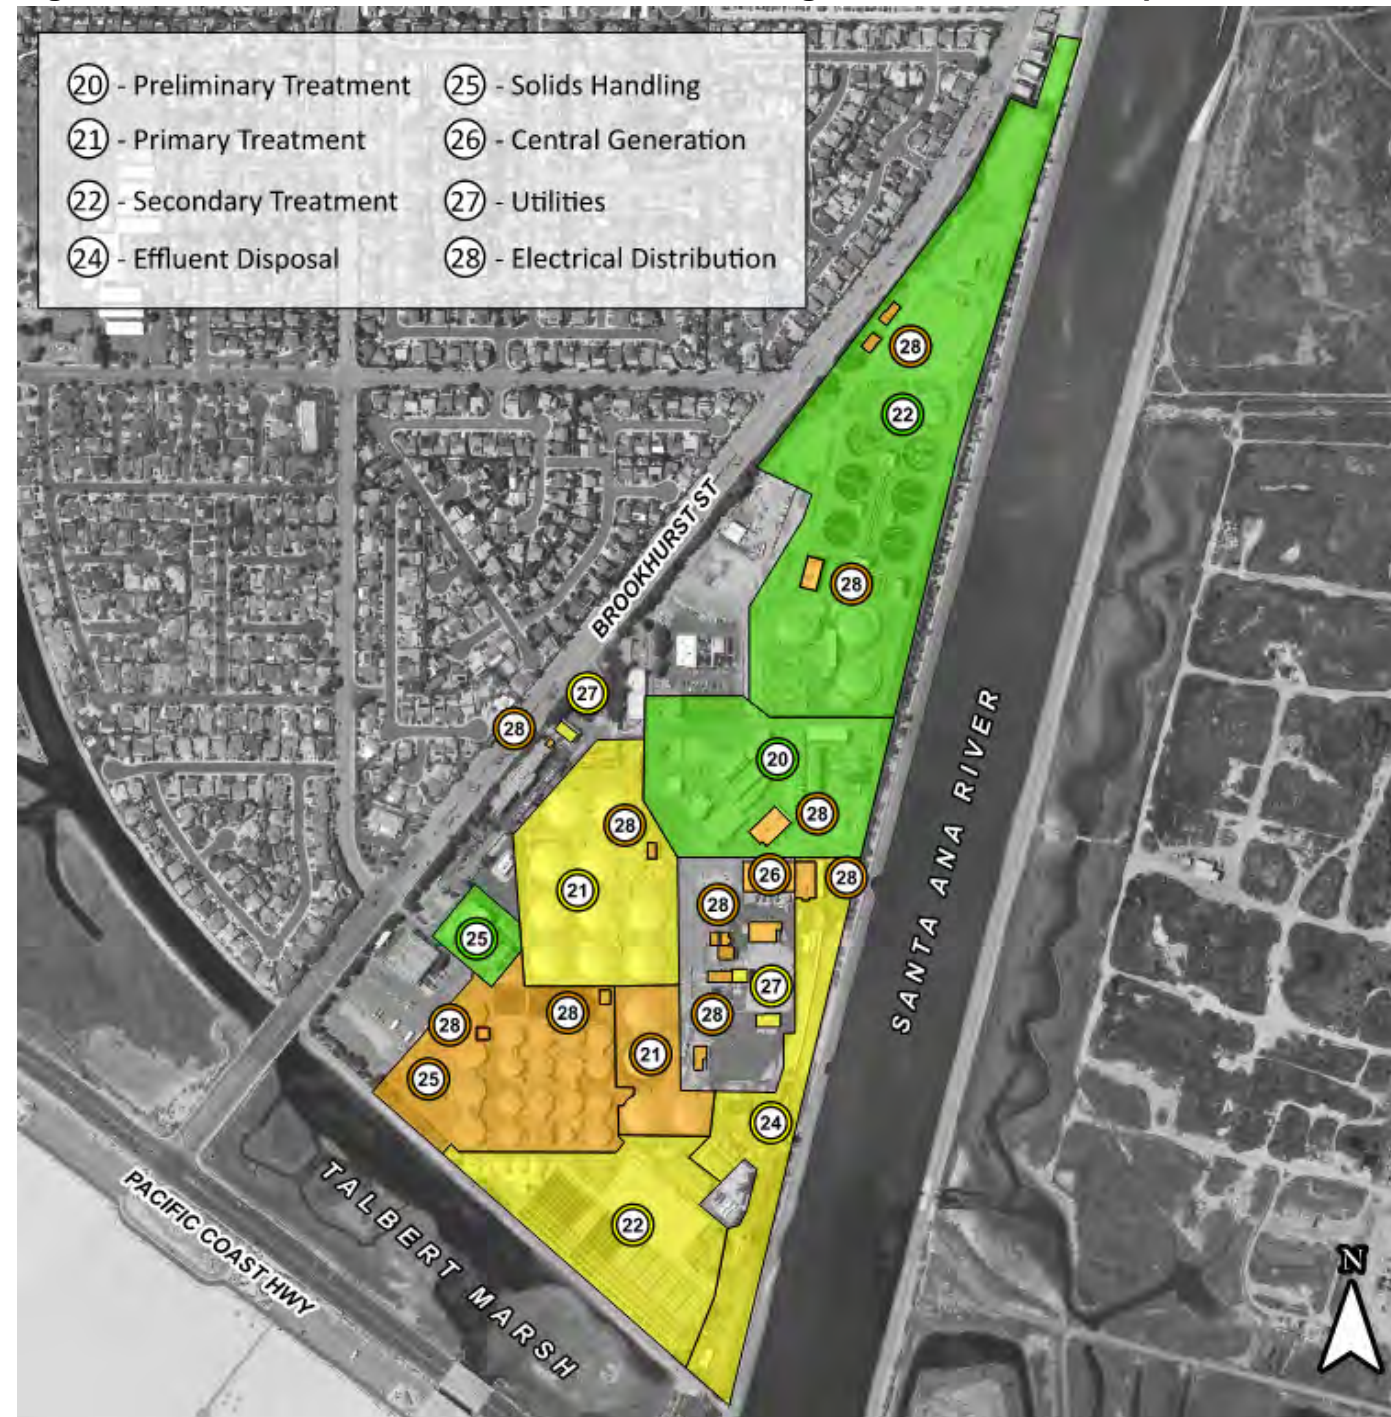 20 - Preliminary Treatment
21 - Primary Treatment
22 - Secondary Treatment
24 - Effluent Disposal
25 - Solids Handling
26 - Central Generation
27 - Utilities
28 - Electrical Distribution
28
22
BROOKHURST ST
28
27
28
20
28
28
21
26
28
28
25
27
28
28
28
21
25
24
22
SANTA ANA RIVER
TALBERT MARSH
PACIFIC COAST HWY
N